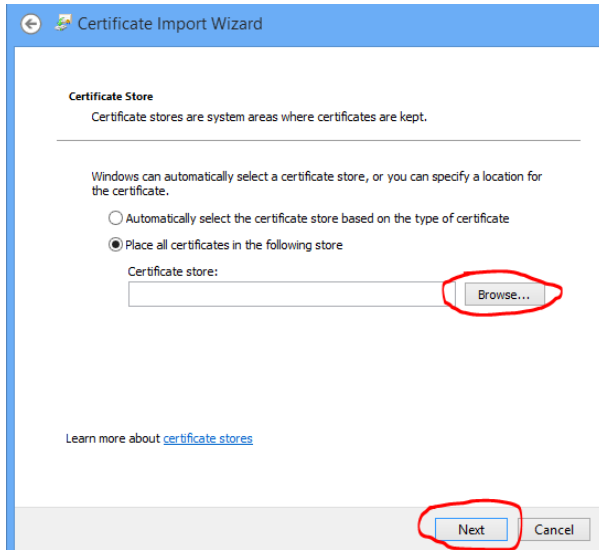 Certificate Import Wizard
Certificate Store
Certificate stores are system areas where certificates are kept.
Windows can automatically select a certificate store, or you can specify a location for
the certificate.
Automatically select the certificate store based on the type of certificate
Place all certificates in the following store
Certificate store:
Browse...
Learn more about certificate stores
Next Cancel